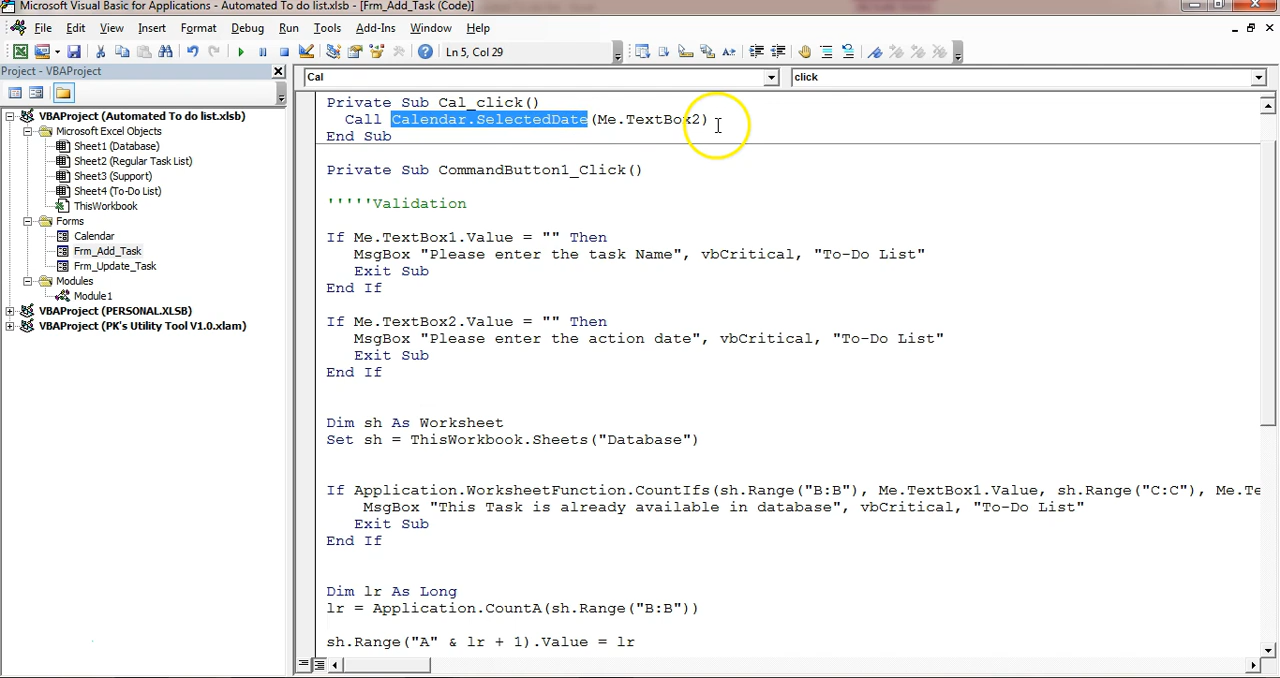 Microsoft Visual Basic for Applications - Automated To do list.xlsb - [Frm_Add_Task (Code)]
File Edit View Insert Format Debug Run Tools Add-Ins Window Help
Ln 5, Col 29
Project - VBAProject
VBAProject (Automated To do list.xlsb)
Microsoft Excel Objects
Sheet1 (Database)
Sheet2 (Regular Task List)
Sheet3 (Support)
Sheet4 (To-Do List)
ThisWorkbook
Forms
Calendar
Frm_Add_Task
Frm_Update_Task
Modules
Module1
VBAProject (PERSONAL.XLSB)
VBAProject (PK's Utility Tool V1.0.xlam)
Cal
click
Private Sub Cal_click()
Call Calendar.SelectedDate(Me.TextBox2)
End Sub
Private Sub CommandButton1_Click()
'''''Validation
If Me.TextBox1.Value = "" Then
MsgBox "Please enter the task Name", vbCritical, "To-Do List"
Exit Sub
End If
If Me.TextBox2.Value = "" Then
MsgBox "Please enter the action date", vbCritical, "To-Do List"
Exit Sub
End If
Dim sh As Worksheet
Set sh = ThisWorkbook.Sheets("Database")
If Application.WorksheetFunction.CountIfs(sh.Range("B:B"), Me.TextBox1.Value, sh.Range("C:C"), Me.Te
MsgBox "This Task is already available in database", vbCritical, "To-Do List"
Exit Sub
End If
Dim lr As Long
lr = Application.CountA(sh.Range("B:B"))
sh.Range("A" & lr + 1).Value = lr